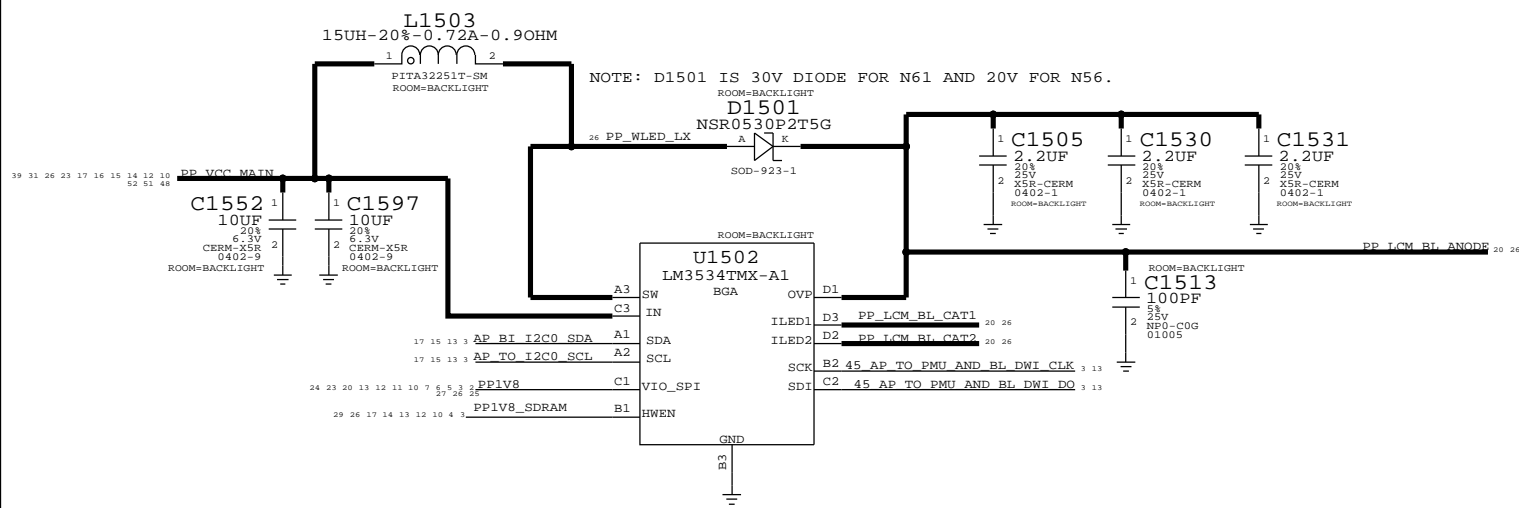 L1503
15UH-20%-0.72A-0.9OHM
1 2
PITA32251T-SM
ROOM=BACKLIGHT
NOTE: D1501 IS 30V DIODE FOR N61 AND 20V FOR N56.
ROOM=BACKLIGHT
D1501
NSR0530P2T5G
26 PP_WLED_LX
A K
SOD-923-1
1 C1505
2.2UF
20%
25V
2 X5R-CERM
0402-1
ROOM=BACKLIGHT
1 C1530
2.2UF
20%
25V
2 X5R-CERM
0402-1
ROOM=BACKLIGHT
1 C1531
2.2UF
20%
25V
2 X5R-CERM
0402-1
ROOM=BACKLIGHT
39 31 26 23 17 16 15 14 12 10 PP_VCC_MAIN
52 51 48
C1552 1
10UF
20%
6.3V
CERM-X5R 2
0402-9
ROOM=BACKLIGHT
1 C1597
10UF
20%
6.3V
2 CERM-X5R
0402-9
ROOM=BACKLIGHT
ROOM=BACKLIGHT
U1502
LM3534TMX-A1
BGA
A3 SW
C3 IN
A1 SDA
A2 SCL
C1 VIO_SPI
B1 HWEN
OVP D1
ILED1 D3
ILED2 D2
SCK B2
SDI C2
GND
B3
17 15 13 3 AP_BI_I2C0_SDA
17 15 13 3 AP_TO_I2C0_SCL
24 23 20 13 12 11 10 7 6 5 3 2 PP1V8
27 26 25
29 26 17 14 13 12 10 4 3 PP1V8_SDRAM
PP_LCM_BL_ANODE 20 26
PP_LCM_BL_CAT1 20 26
PP_LCM_BL_CAT2 20 26
45_AP_TO_PMU_AND_BL_DWI_CLK 3 13
45_AP_TO_PMU_AND_BL_DWI_DO 3 13
ROOM=BACKLIGHT
1 C1513
100PF
5%
25V
2 NP0-C0G
01005